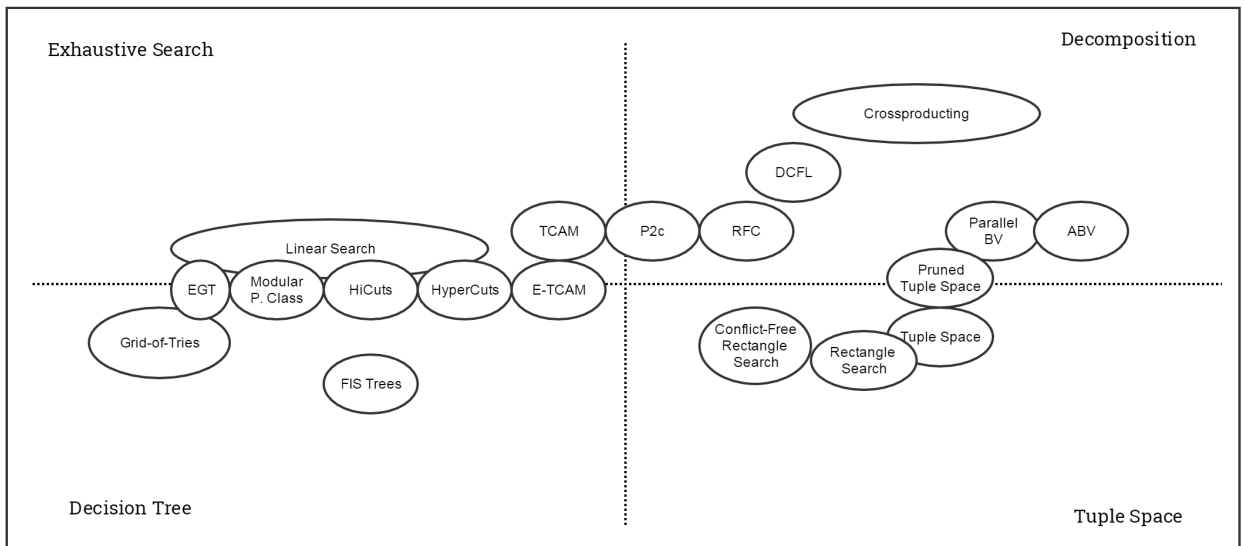 Exhaustive Search
Decomposition
Crossproducting
DCFL
TCAM
P2c
RFC
Parallel
BV
ABV
Linear Search
EGT
Modular
P. Class
HiCuts
HyperCuts
E-TCAM
Pruned
Tuple Space
Grid-of-Tries
Conflict-Free
Rectangle
Search
Rectangle
Search
Tuple Space
FIS Trees
Decision Tree
Tuple Space